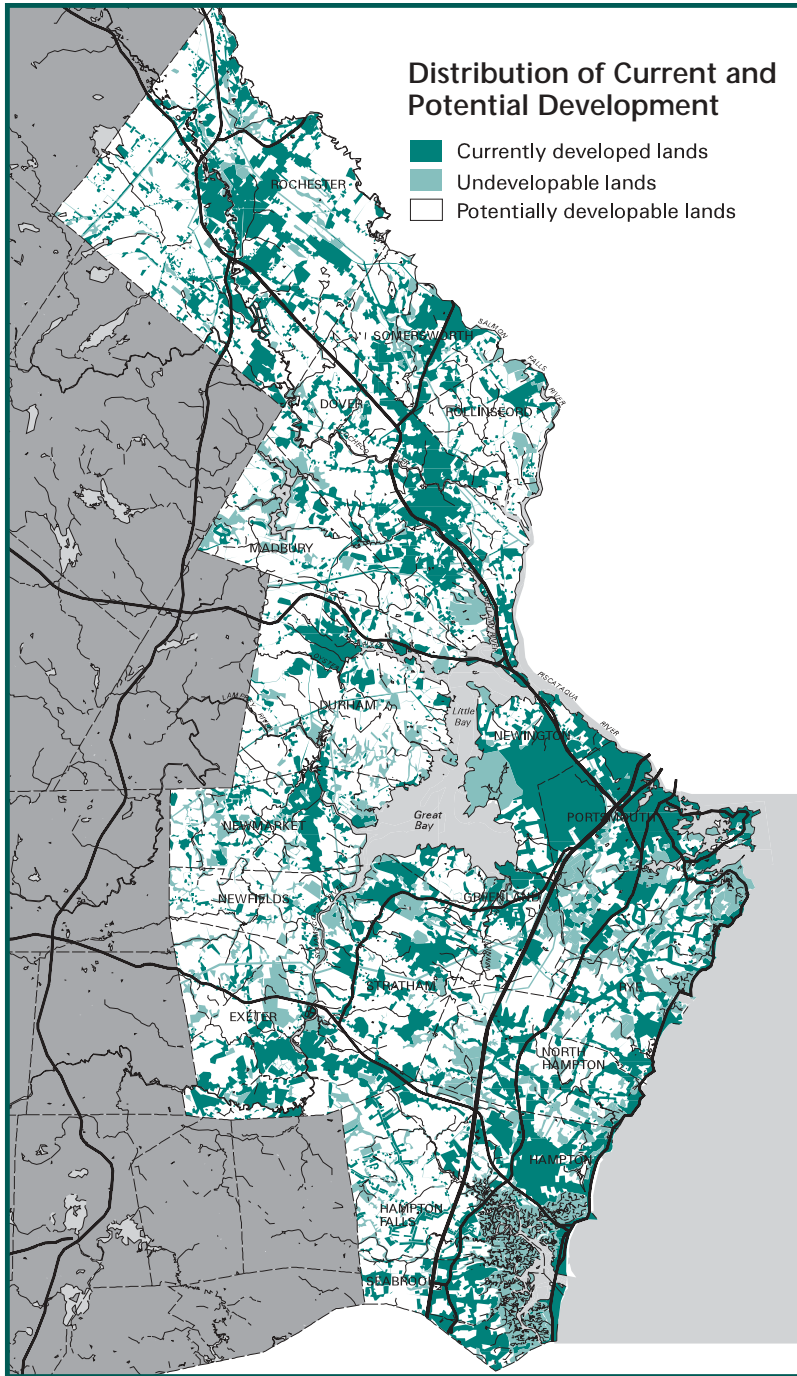 Distribution of Current and
Potential Development
Currently developed lands
Undevelopable lands
Potentially developable lands
ROCHESTER
SALMON
FALLS
RIVER
SOMERSWORTH
DOVER
ROLLINSFORD
MADBURY
DURHAM
Little
Bay
PISCATAQUA
RIVER
NEWINGTON
PORTSMOUTH
Great
Bay
NEWMARKET
NEWFIELDS
GREENLAND
STRATHAM
RYE
EXETER
NORTH
HAMPTON
HAMPTON
HAMPTON
FALLS
SEABROOK